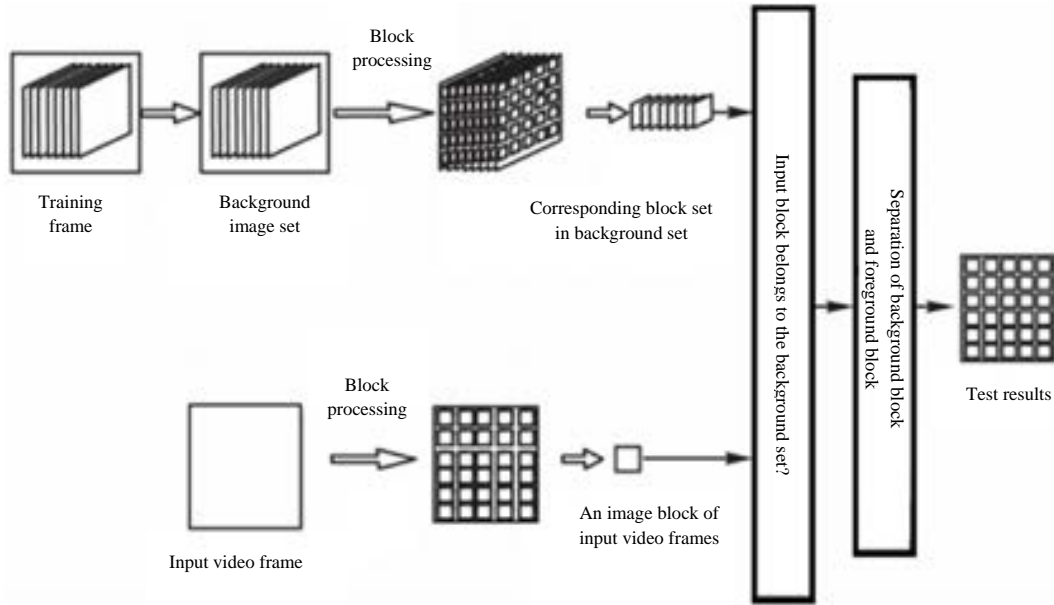 Block
processing
Training
frame
Background
image set
Corresponding block set
in background set
Block
processing
Input video frame
An image block of
input video frames
Input block belongs to the background set?
Separation of background block
and foreground block
Test results